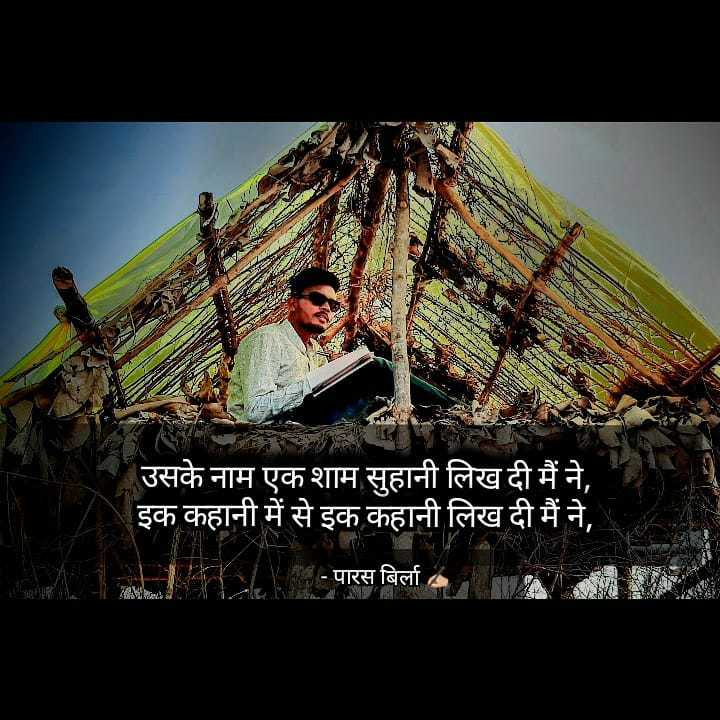 उसके नाम एक शाम सुहानी लिख दी मैं ने,
इक कहानी में से इक कहानी लिख दी मैं ने,
- पारस बिर्ला ✍🏻